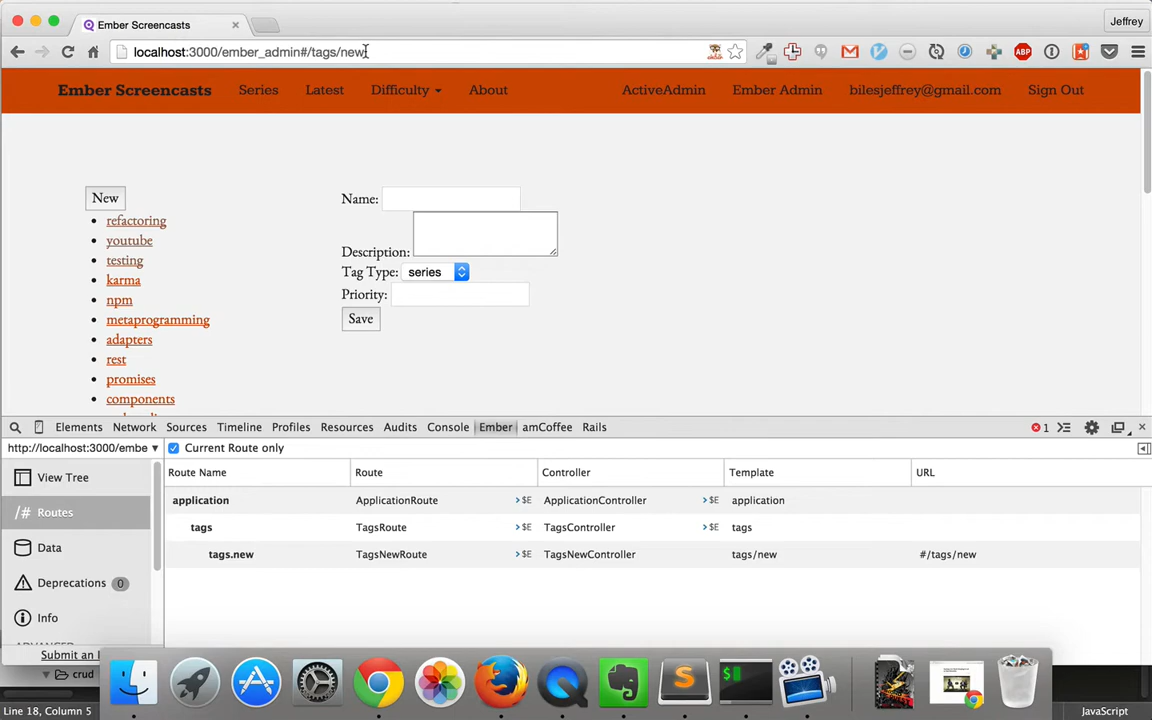 Ember Screencasts
Jeffrey
localhost:3000/ember_admin#/tags/new
ABP
Ember Screencasts Series Latest Difficulty About ActiveAdmin Ember Admin bilesjeffrey@gmail.com Sign Out
New
refactoring
youtube
testing
karma
npm
metaprogramming
adapters
rest
promises
components
Name:
Description:
Tag Type: series
Priority:
Save
Elements Network Sources Timeline Profiles Resources Audits Console Ember amCoffee Rails 1
http://localhost:3000/embe
Current Route only
View Tree
/# Routes
Data
Deprecations 0
Info
Submit an I
Route Name Route Controller Template URL
application ApplicationRoute >$E ApplicationController >$E application
tags TagsRoute >$E TagsController >$E tags
tags.new TagsNewRoute >$E TagsNewController tags/new #/tags/new
crud
Line 18, Column 5
JavaScript